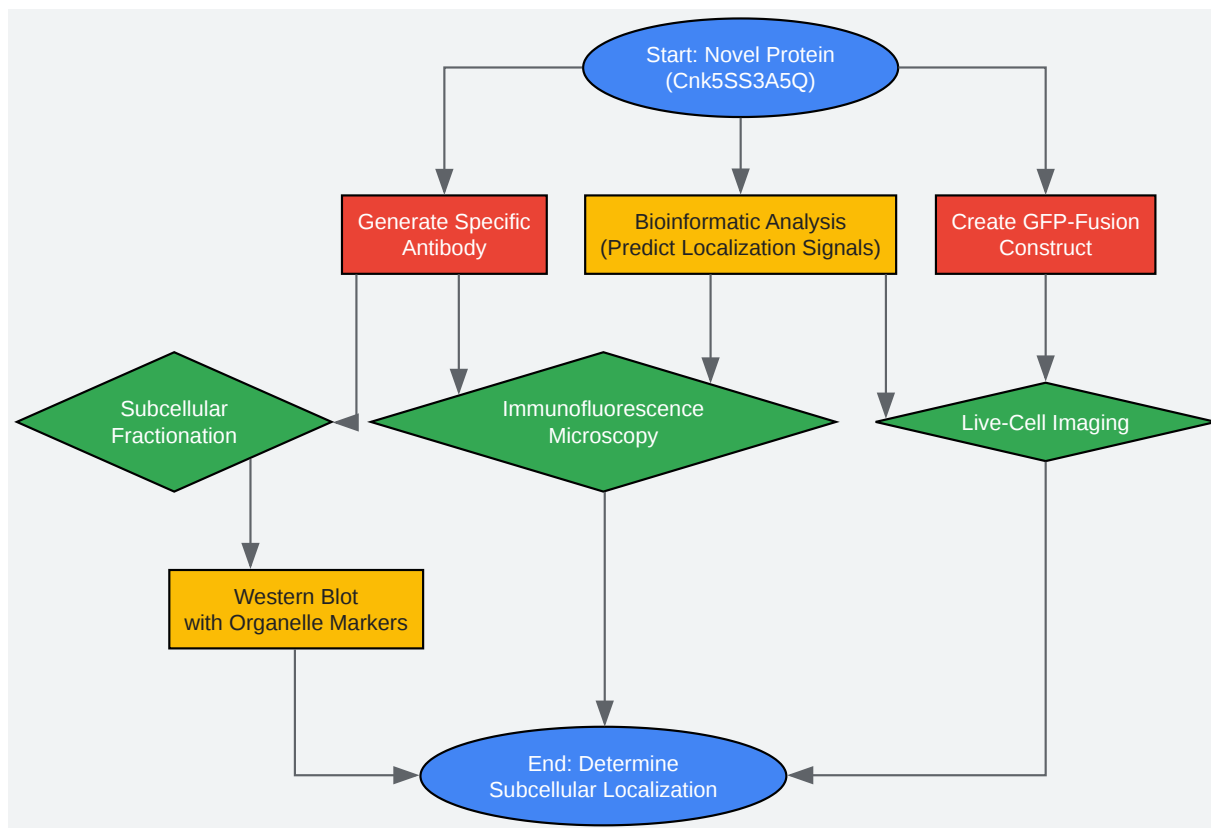 Start: Novel Protein
(Cnk5SS3A5Q)
Generate Specific
Antibody
Bioinformatic Analysis
(Predict Localization Signals)
Create GFP-Fusion
Construct
Subcellular
Fractionation
Immunofluorescence
Microscopy
Live-Cell Imaging
Western Blot
with Organelle Markers
End: Determine
Subcellular Localization